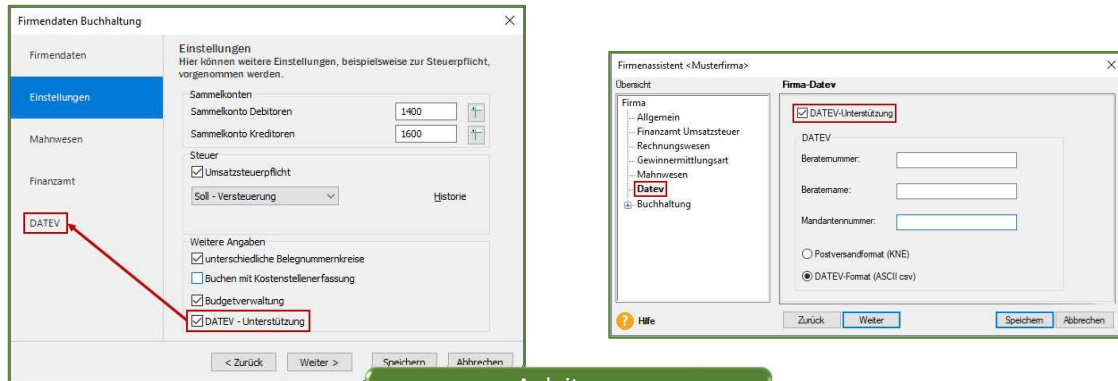 Firmendaten Buchhaltung
Firmendaten
Einstellungen
Mahnwesen
Finanzamt
DATEV
Einstellungen
Hier können weitere Einstellungen, beispielsweise zur Steuerpflicht,
vorgenommen werden.
Sammelkonten
Sammelkonto Debitoren 1400
Sammelkonto Kreditoren 1600
Steuer
Umsatzsteuerpflicht
Soll - Versteuerung Historie
Weitere Angaben
unterschiedliche Belegnummernkreise
Buchen mit Kostenstellenerfassung
Budgetverwaltung
DATEV - Unterstützung
< Zurück Weiter > Speichern Abbrechen
Firmenassistent <Musterfirma>
Übersicht
Firma
Allgemein
Finanzamt Umsatzsteuer
Rechnungswesen
Gewinnermittlungsart
Mahnwesen
Datev
Buchhaltung
Firma-Datev
DATEV-Unterstützung
DATEV
Beraternummer:
Beratername:
Mandantennummer:
Postversandformat (KNE)
DATEV-Format (ASCII csv)
? Hilfe
Zurück Weiter Speichern Abbrechen